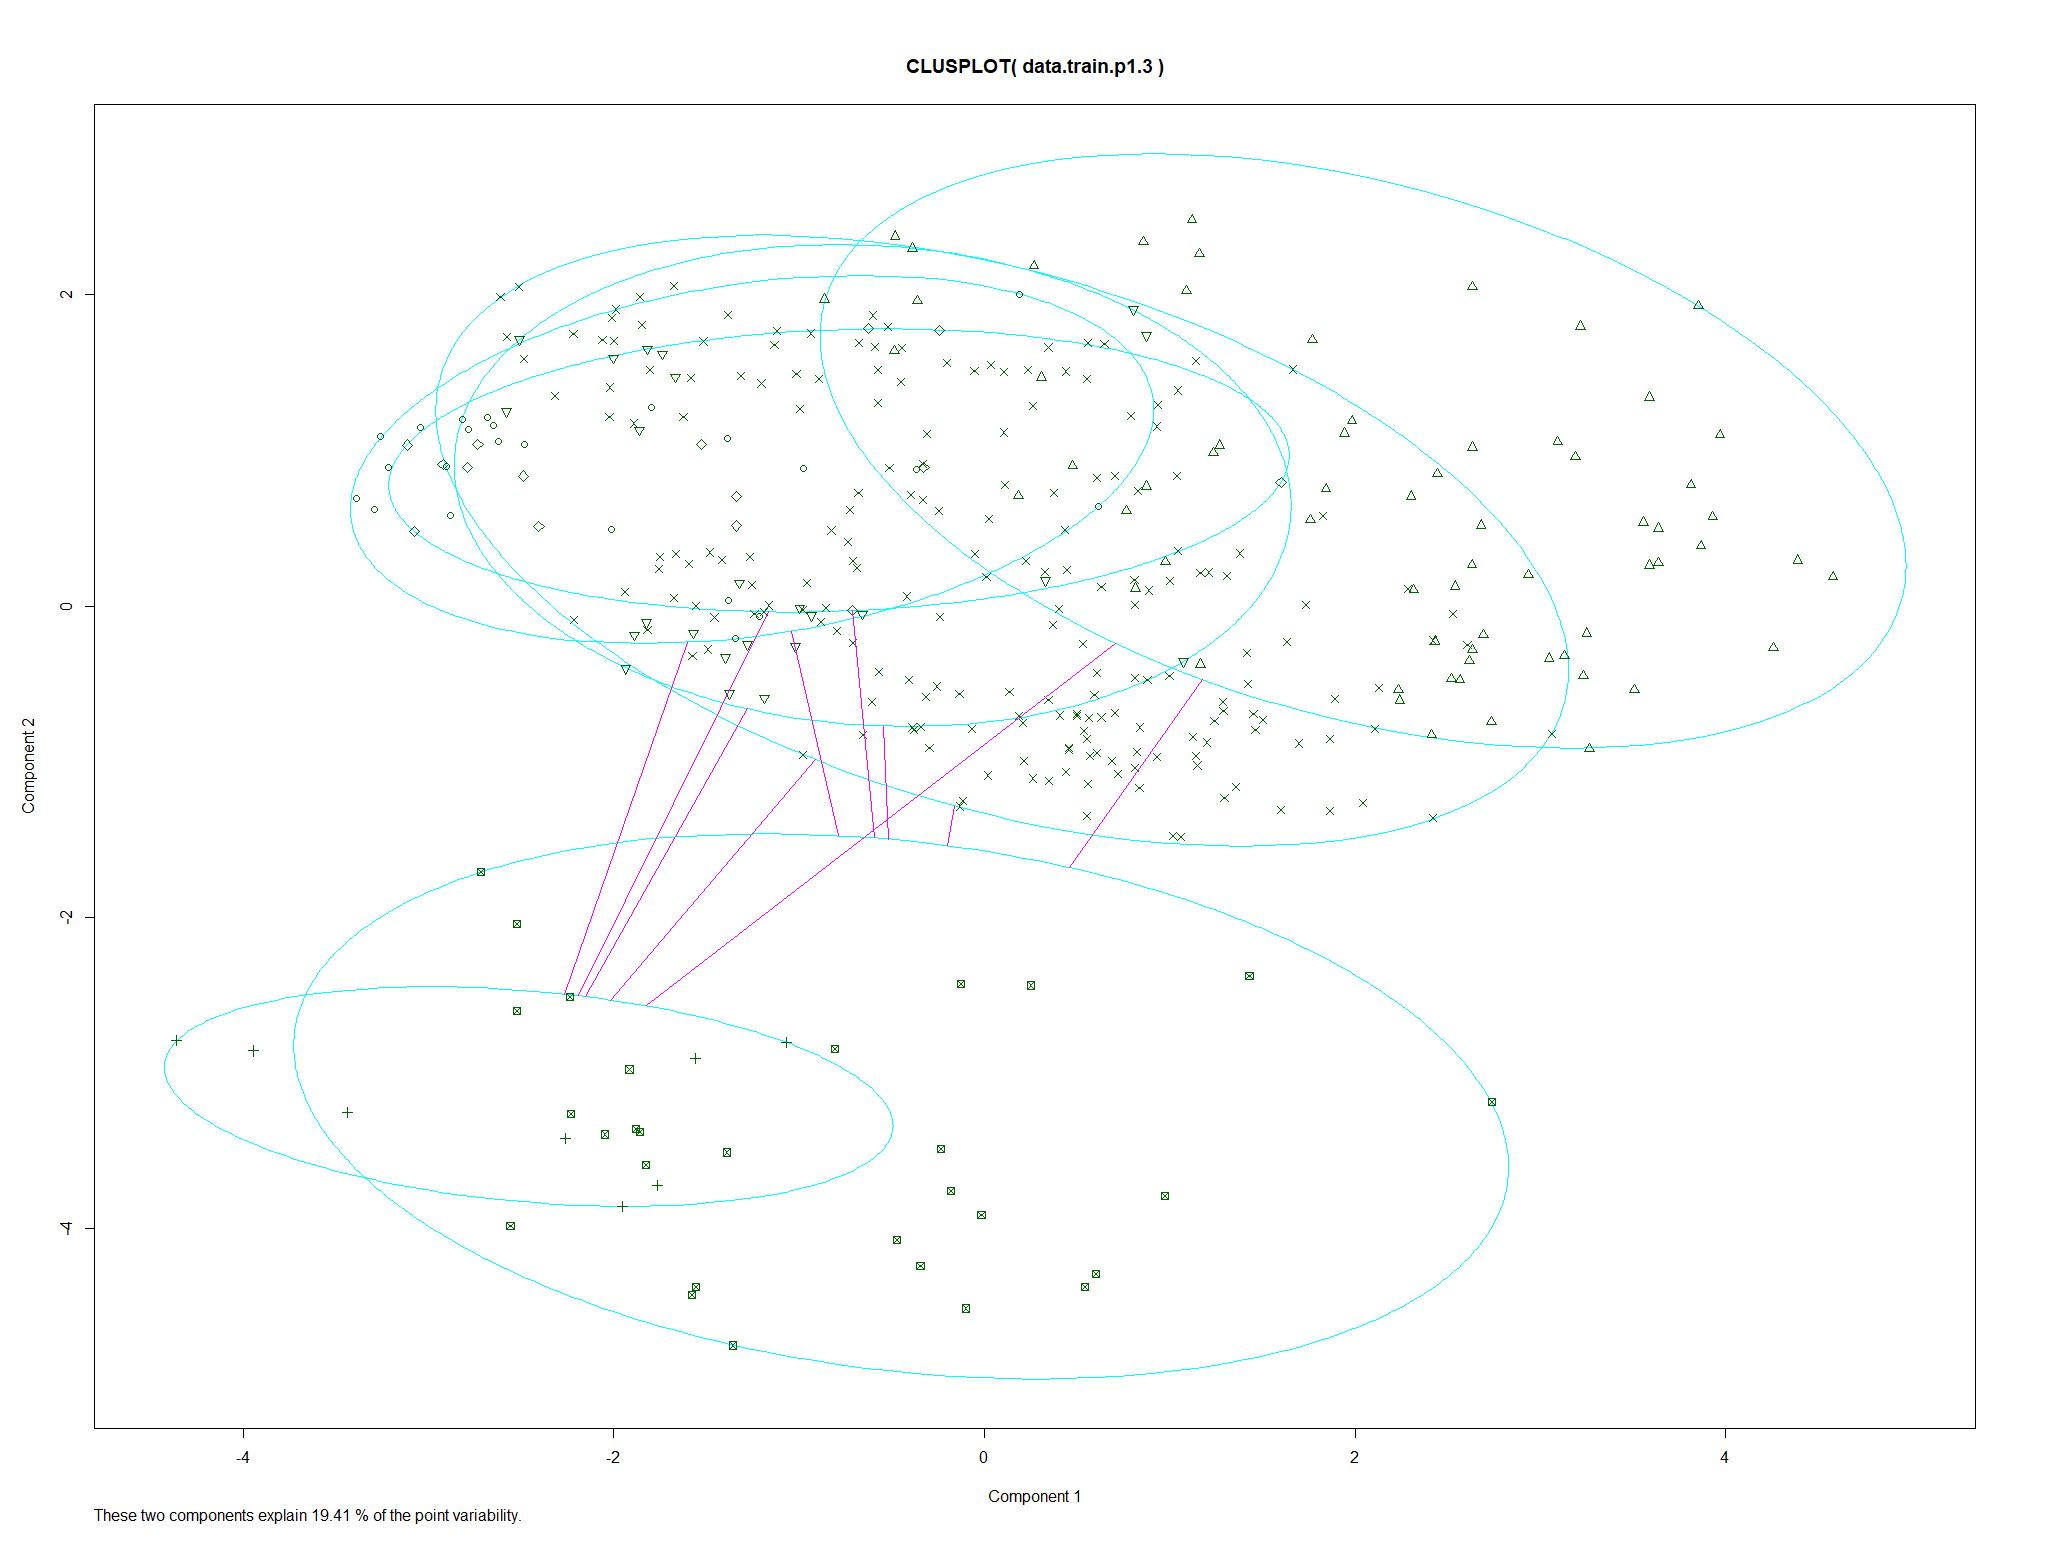 CLUSPLOT( data.train.p1.3 )
2
0
-2
-4
Component 2
-4
-2
0
2
4
Component 1
These two components explain 19.41 % of the point variability.